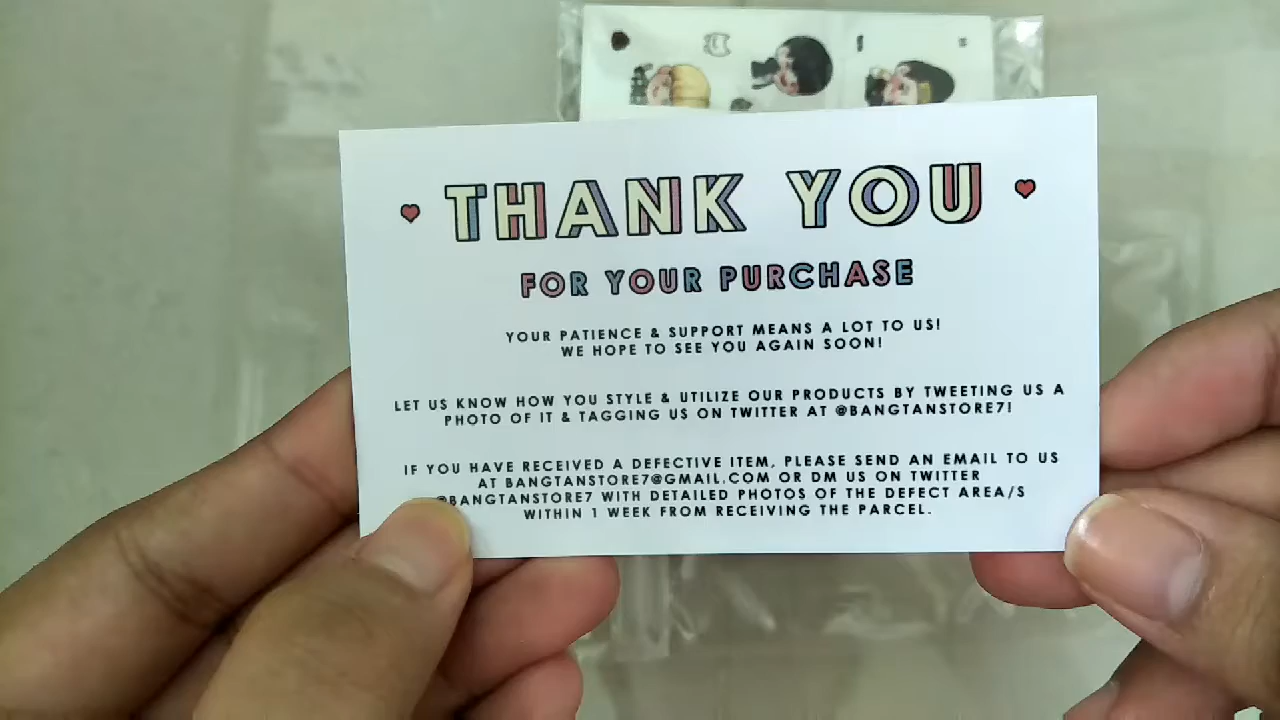 THANK YOU
FOR YOUR PURCHASE
YOUR PATIENCE & SUPPORT MEANS A LOT TO US!
WE HOPE TO SEE YOU AGAIN SOON!
LET US KNOW HOW YOU STYLE & UTILIZE OUR PRODUCTS BY TWEETING US A
PHOTO OF IT & TAGGING US ON TWITTER AT @BANGTANSTORE7!
IF YOU HAVE RECEIVED A DEFECTIVE ITEM, PLEASE SEND AN EMAIL TO US
AT BANGTANSTORE7@GMAIL.COM OR DM US ON TWITTER
@BANGTANSTORE7 WITH DETAILED PHOTOS OF THE DEFECT AREA/S
WITHIN 1 WEEK FROM RECEIVING THE PARCEL.